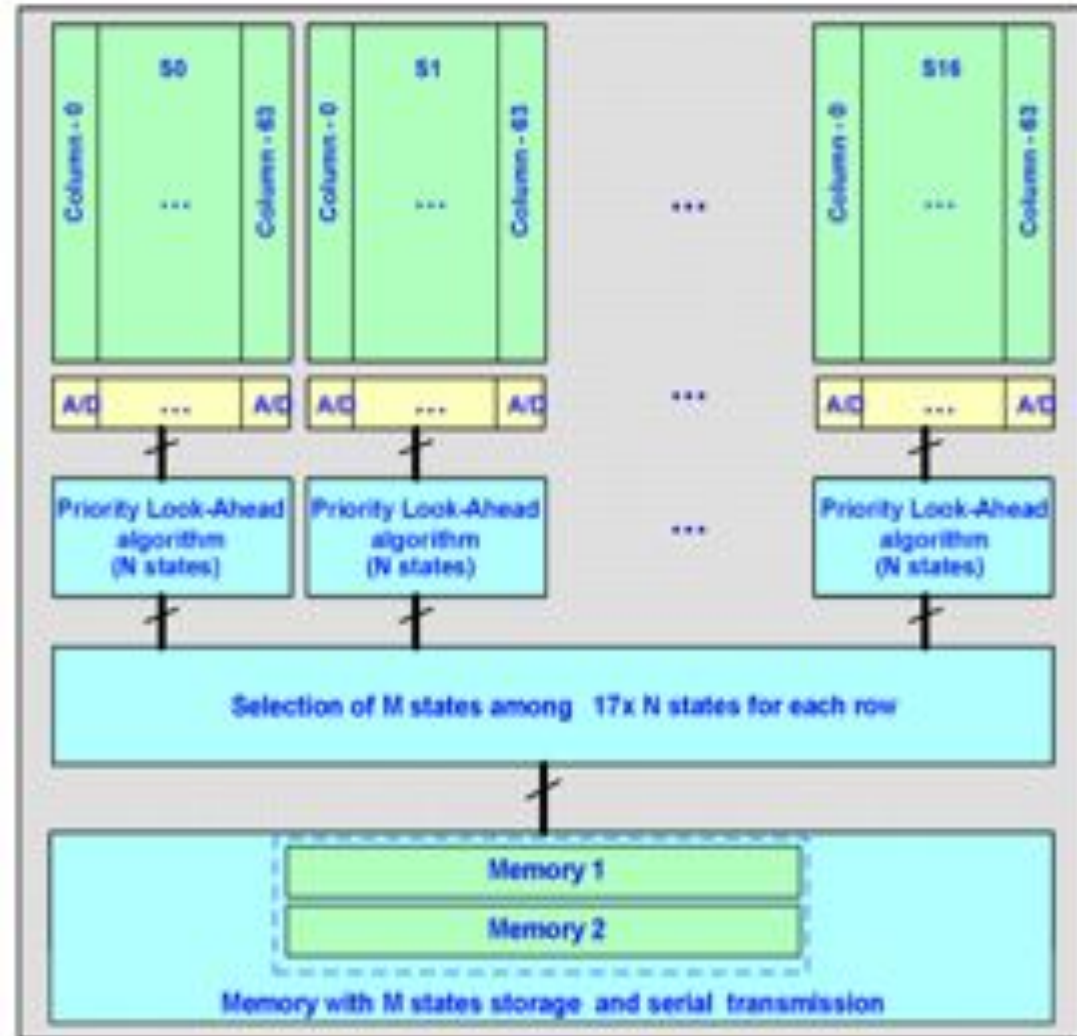 S0
S1
S16
Column - 0
...
Column - 63
Column - 0
...
Column - 63
...
Column - 0
...
Column - 63
A/D
...
A/D
A/D
...
A/D
...
A/D
...
A/D
Priority Look-Ahead
algorithm
(N states)
Priority Look-Ahead
algorithm
(N states)
...
Priority Look-Ahead
algorithm
(N states)
Selection of M states among 17x N states for each row
Memory 1
Memory 2
Memory with M states storage and serial transmission